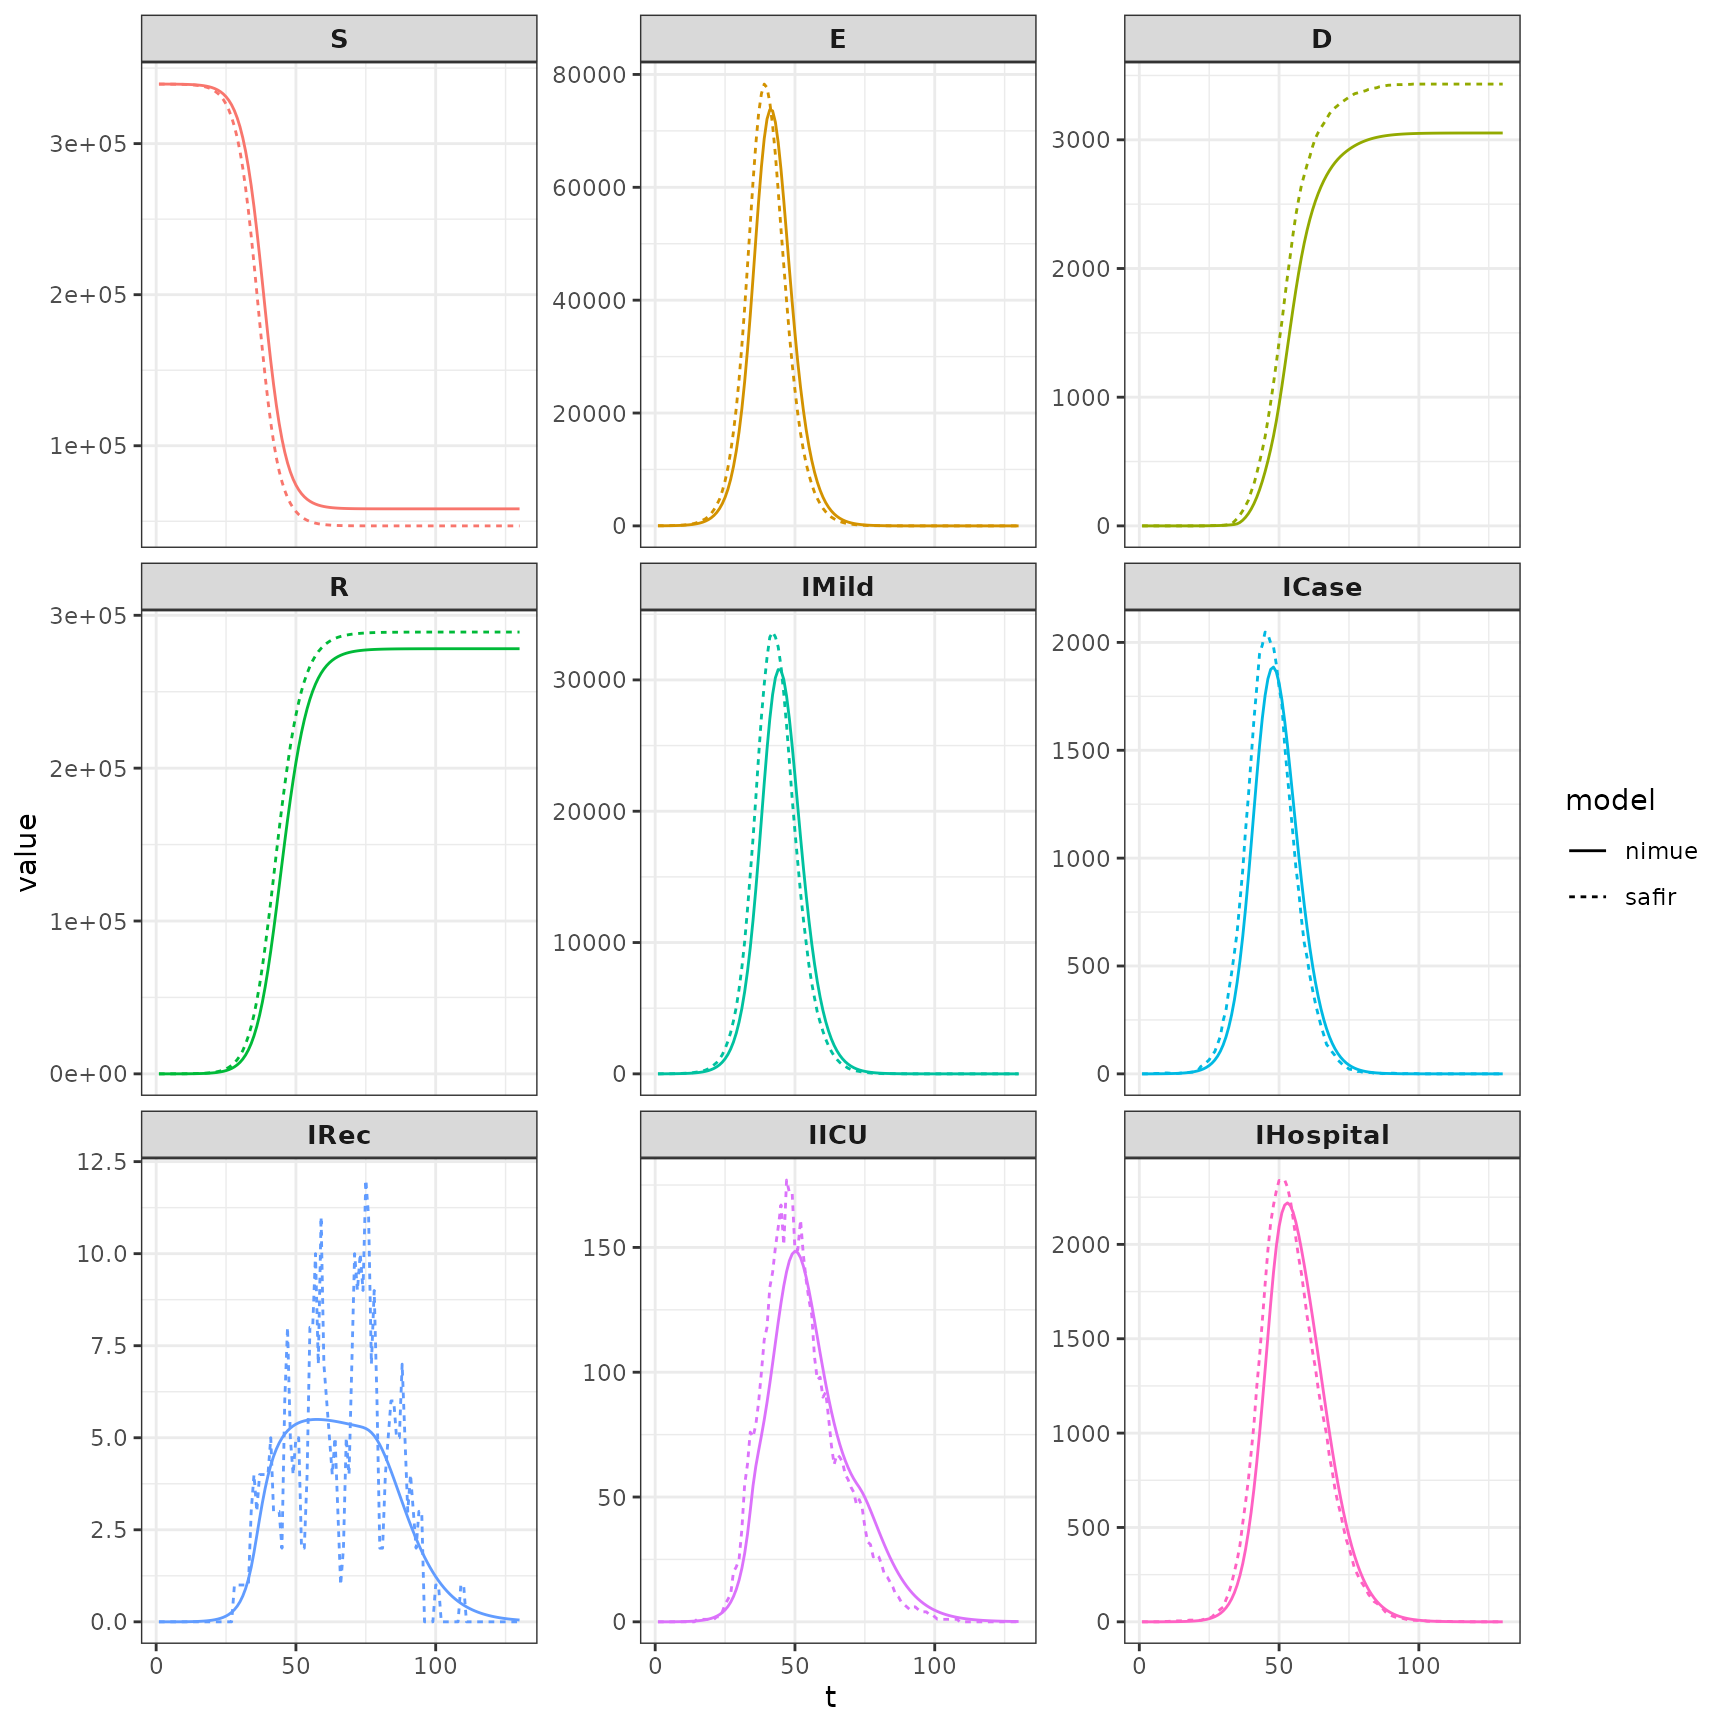 S
E
D
3e+05
2e+05
1e+05
80000
60000
40000
20000
0
3000
2000
1000
0
R
IMild
ICase
3e+05
2e+05
1e+05
0e+00
30000
20000
10000
0
2000
1500
1000
500
0
IRec
IICU
IHospital
12.5
10.0
7.5
5.0
2.5
0.0
150
100
50
0
2000
1500
1000
500
0
0 50 100
0 50 100
0 50 100
t
value
model
nimue
safir